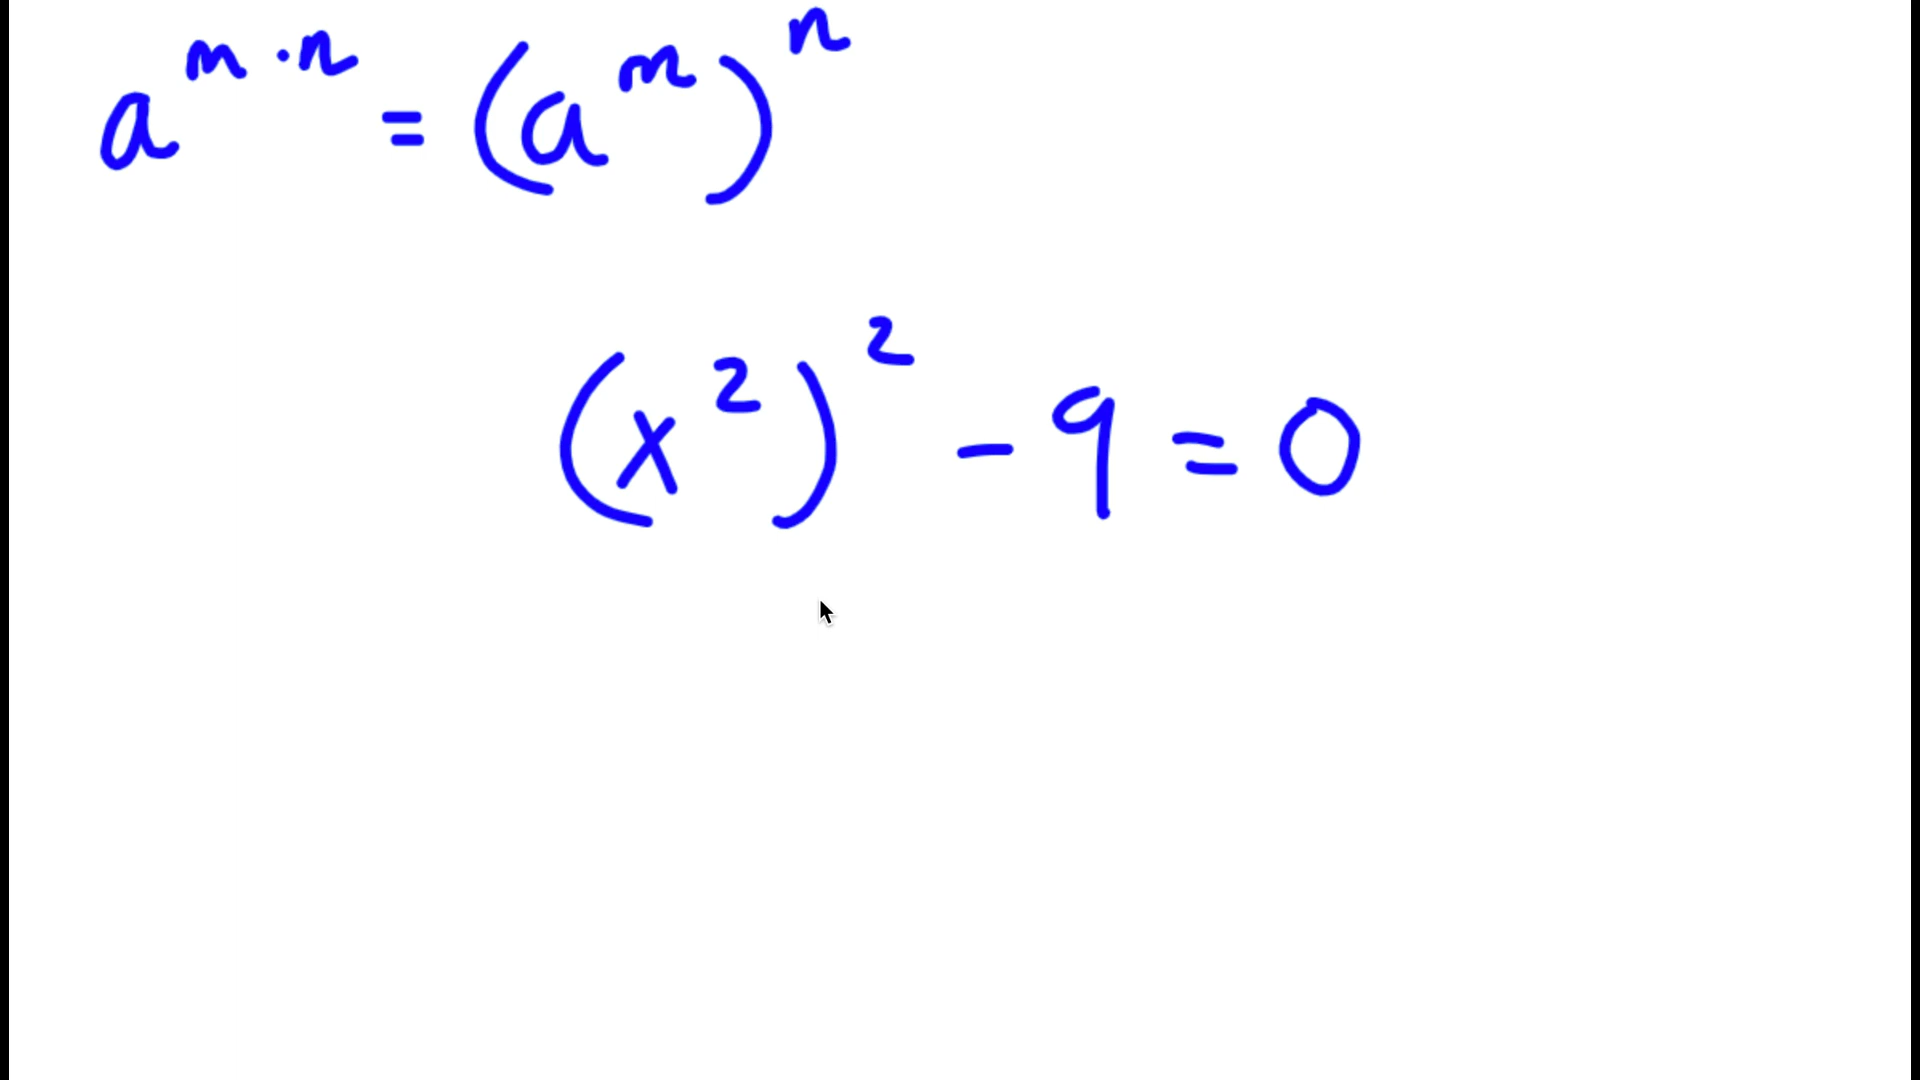 a^{m·n} = (a^m)^n
(x^2)^2 - 9 = 0